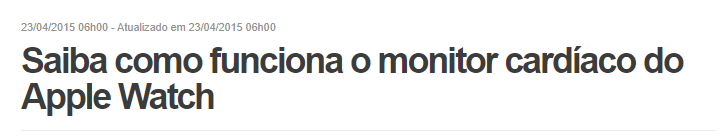 23/04/2015 06h00 - Atualizado em 23/04/2015 06h00
Saiba como funciona o monitor cardíaco do
Apple Watch